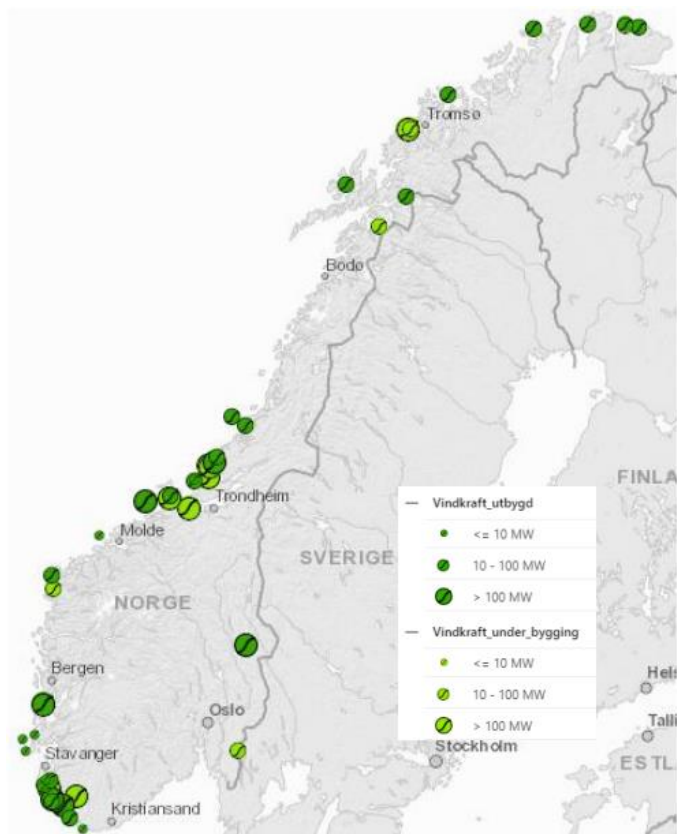 Tromsø
Bodø
Trondheim
Molde
FINLA
SVERIGE
NORGE
Bergen
Oslo
Stavanger
Kristiansand
Stockholm
Hels
Talli
ESTLA
Vindkraft_utbygd
<= 10 MW
10 - 100 MW
> 100 MW
Vindkraft_under_bygging
<= 10 MW
10 - 100 MW
> 100 MW